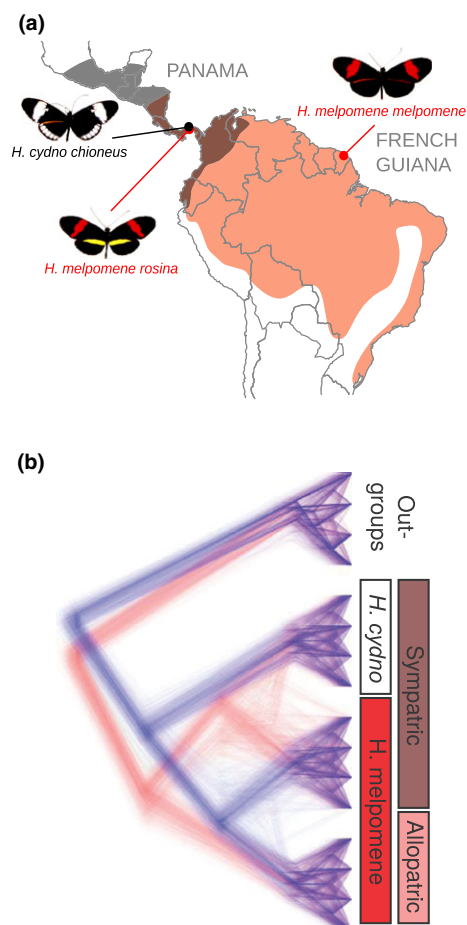 (a)
PANAMA
H. melpomene melpomene
FRENCH
GUIANA
H. cydno chioneus
H. melpomene rosina
(b)
Out-
groups
H. cydno
Sympatric
H. melpomene
Allopatric